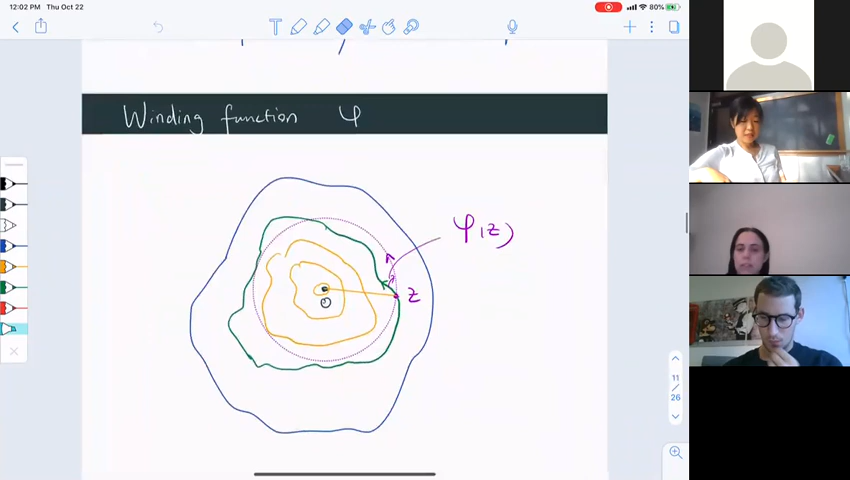 12:02 PM Thu Oct 22
80%
Winding function φ
φ(z)
z
0
11
/
26